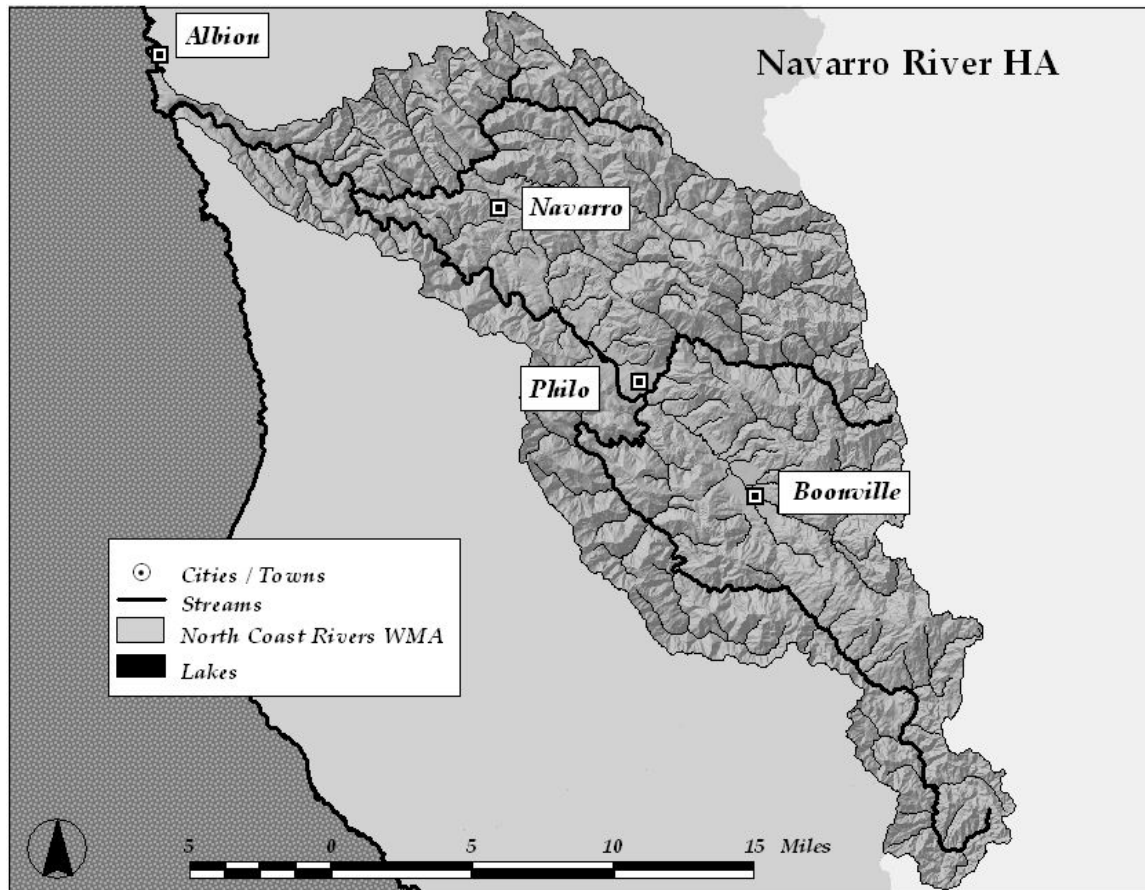 Albion
Navarro River HA
Navarro
Philo
Boonville
Cities / Towns
Streams
North Coast Rivers WMA
Lakes
5 0 5 10 15 Miles